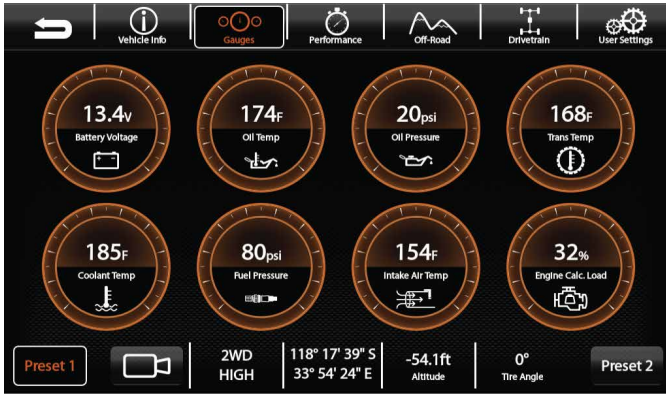 Vehicle Info
Gauges
Performance
Off-Road
Drivetrain
User Settings
13.4v
Battery Voltage
174F
Oil Temp
20psi
Oil Pressure
168F
Trans Temp
185F
Coolant Temp
80psi
Fuel Pressure
154F
Intake Air Temp
32%
Engine Calc. Load
Preset 1
2WD
HIGH
118° 17' 39" S
33° 54' 24" E
-54.1ft
Altitude
0°
Tire Angle
Preset 2